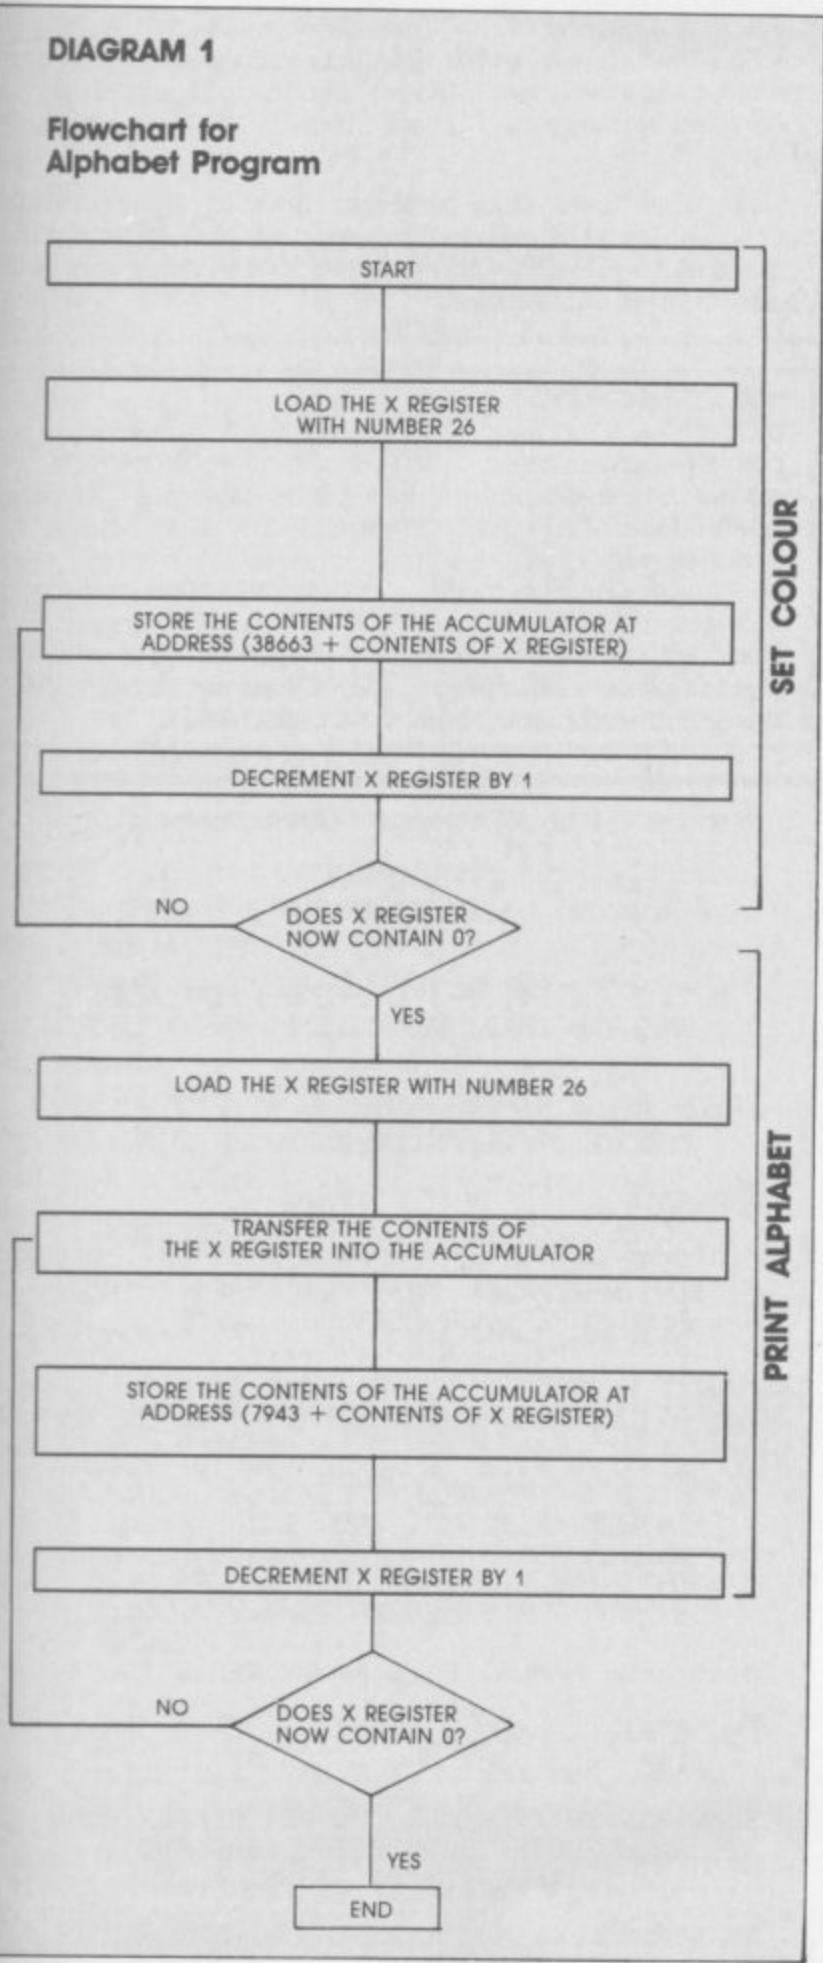 DIAGRAM 1
Flowchart for
Alphabet Program
START
LOAD THE X REGISTER
WITH NUMBER 26
STORE THE CONTENTS OF THE ACCUMULATOR AT
ADDRESS (38663 + CONTENTS OF X REGISTER)
DECREMENT X REGISTER BY 1
NO
DOES X REGISTER
NOW CONTAIN 0?
SET COLOUR
YES
LOAD THE X REGISTER WITH NUMBER 26
TRANSFER THE CONTENTS OF
THE X REGISTER INTO THE ACCUMULATOR
STORE THE CONTENTS OF THE ACCUMULATOR AT
ADDRESS (7943 + CONTENTS OF X REGISTER)
DECREMENT X REGISTER BY 1
PRINT ALPHABET
NO
DOES X REGISTER
NOW CONTAIN 0?
YES
END